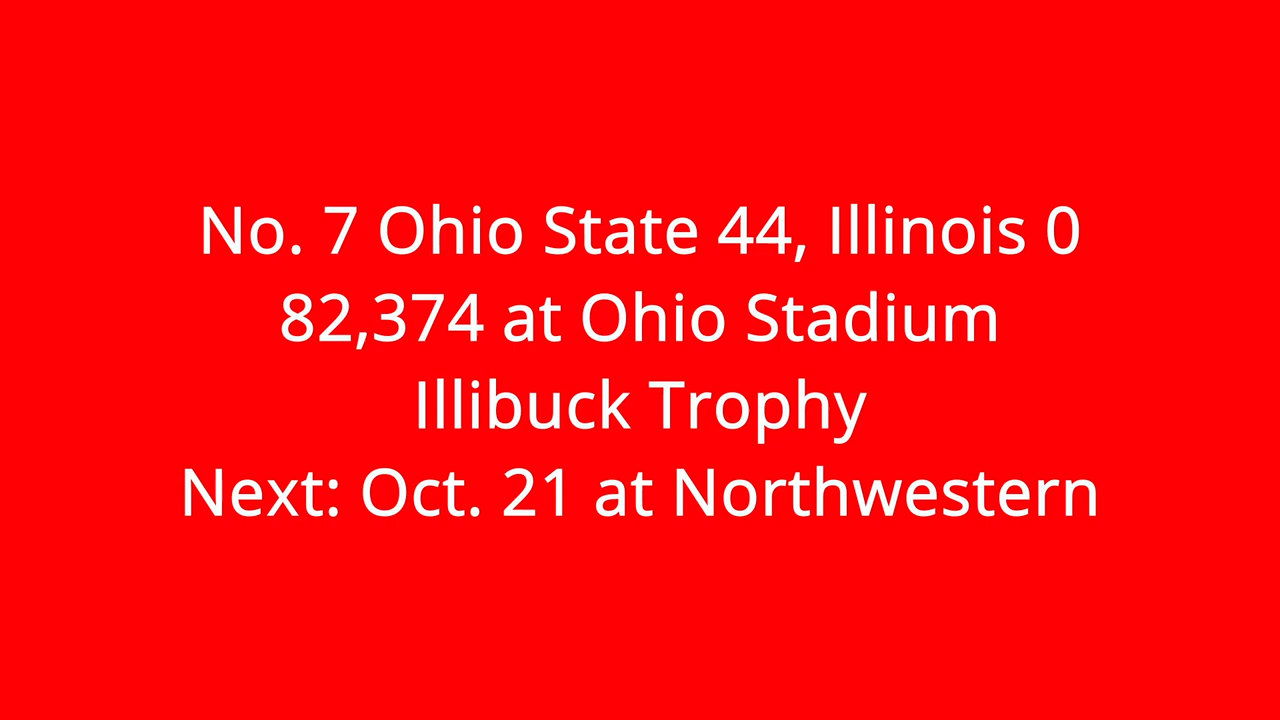 No. 7 Ohio State 44, Illinois 0
82,374 at Ohio Stadium
Illibuck Trophy
Next: Oct. 21 at Northwestern